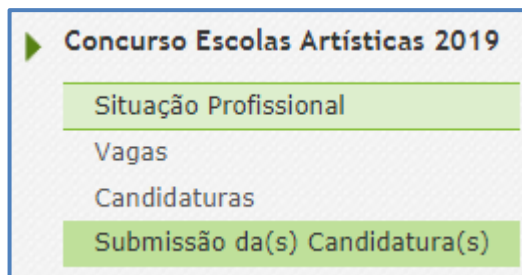 Concurso Escolas Artísticas 2019
Situação Profissional
Vagas
Candidaturas
Submissão da(s) Candidatura(s)